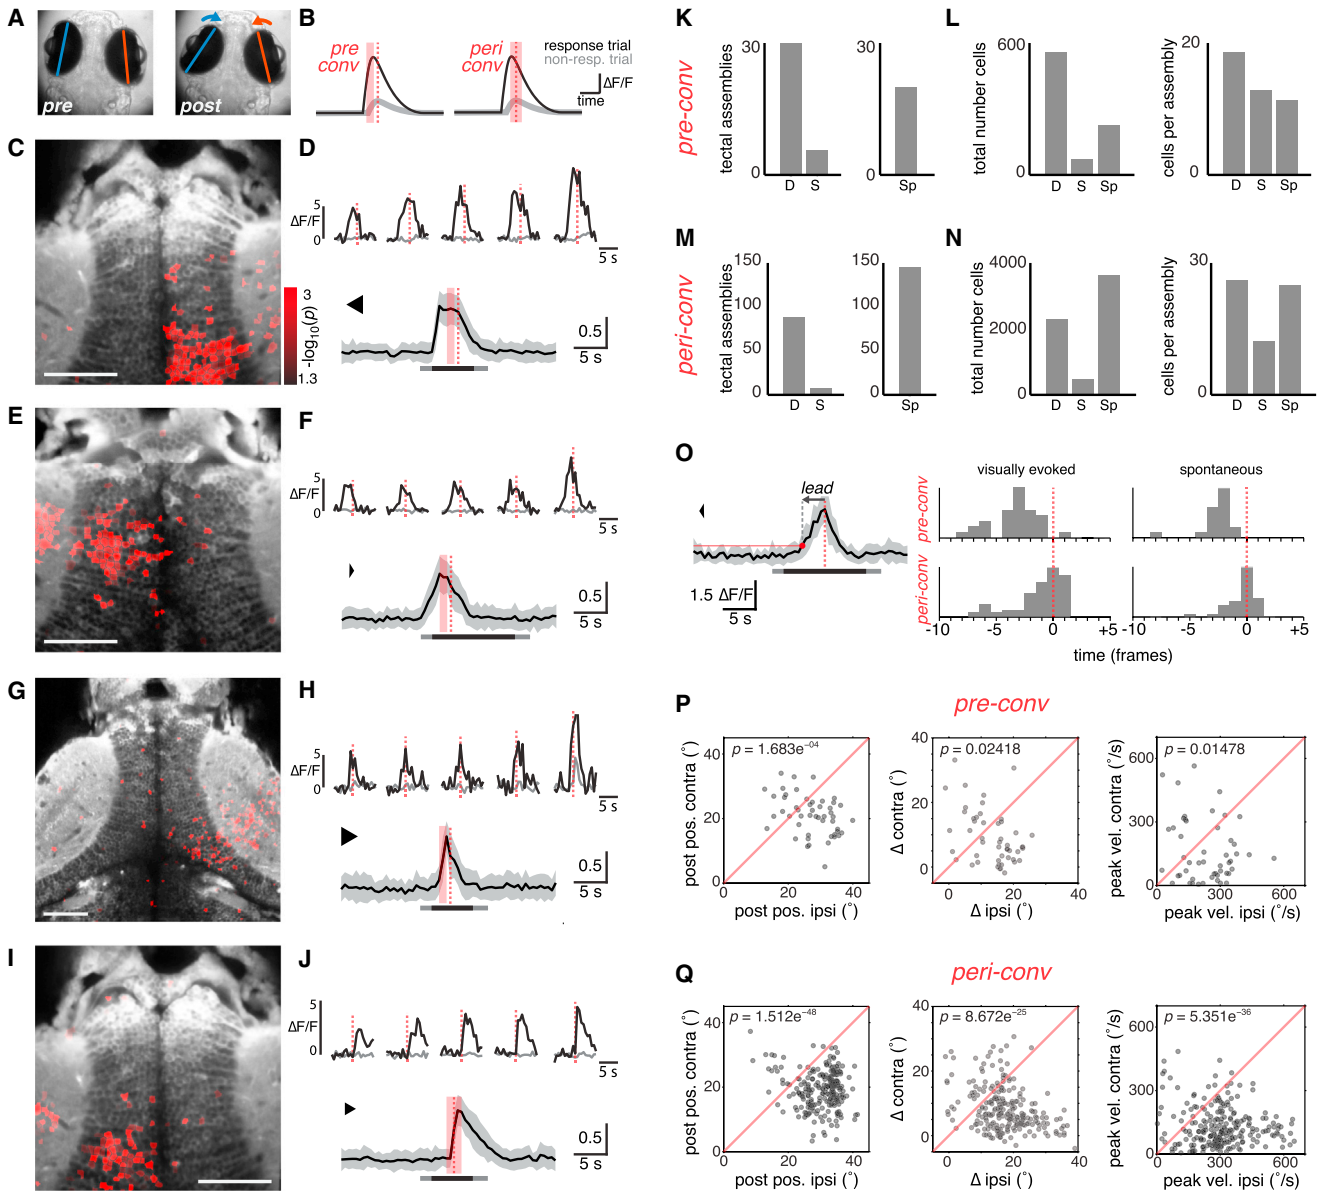 A
pre
post
B
pre
conv
peri
conv
response trial
non-resp. trial
ΔF/F
time
C
3
-log10(p)
1.3
D
5
ΔF/F
0
5 s
0.5
5 s
E
F
5
ΔF/F
0
5 s
0.5
5 s
G
H
5
ΔF/F
0
5 s
0.5
5 s
I
J
5
ΔF/F
0
5 s
0.5
5 s
pre-conv
K
tectal assemblies
30
0
D S
30
0
Sp
L
total number cells
600
0
D S Sp
cells per assembly
20
0
D S Sp
peri-conv
M
tectal assemblies
150
100
50
0
D S
150
100
50
0
Sp
N
total number cells
4000
2000
0
D S Sp
cells per assembly
30
0
D S Sp
O
lead
1.5 ΔF/F
5 s
visually evoked
spontaneous
pre-conv
peri-conv
-10 -5 0 +5
-10 -5 0 +5
time (frames)
P
pre-conv
p = 1.683e−04
post pos. contra (°)
40
20
0
0 20 40
post pos. ipsi (°)
p = 0.02418
Δ contra (°)
40
20
0
0 20 40
Δ ipsi (°)
p = 0.01478
peak vel. contra (°/s)
600
300
0
0 300 600
peak vel. ipsi (°/s)
Q
peri-conv
p = 1.512e−48
post pos. contra (°)
40
20
0
0 20 40
post pos. ipsi (°)
p = 8.672e−25
Δ contra (°)
40
20
0
0 20 40
Δ ipsi (°)
p = 5.351e−36
peak vel. contra (°/s)
600
300
0
0 300 600
peak vel. ipsi (°/s)